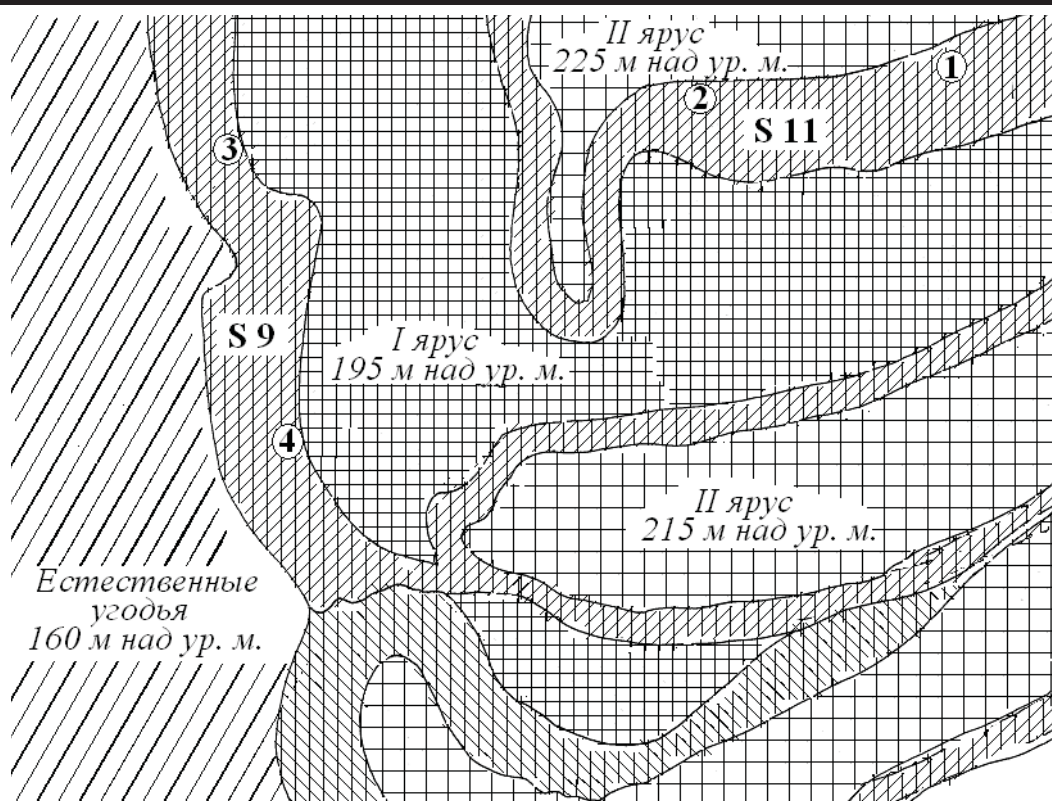 II ярус
225 м над ур. м.
1
2
S 11
3
S 9
I ярус
195 м над ур. м.
4
II ярус
215 м над ур. м.
Естественные
угодья
160 м над ур. м.